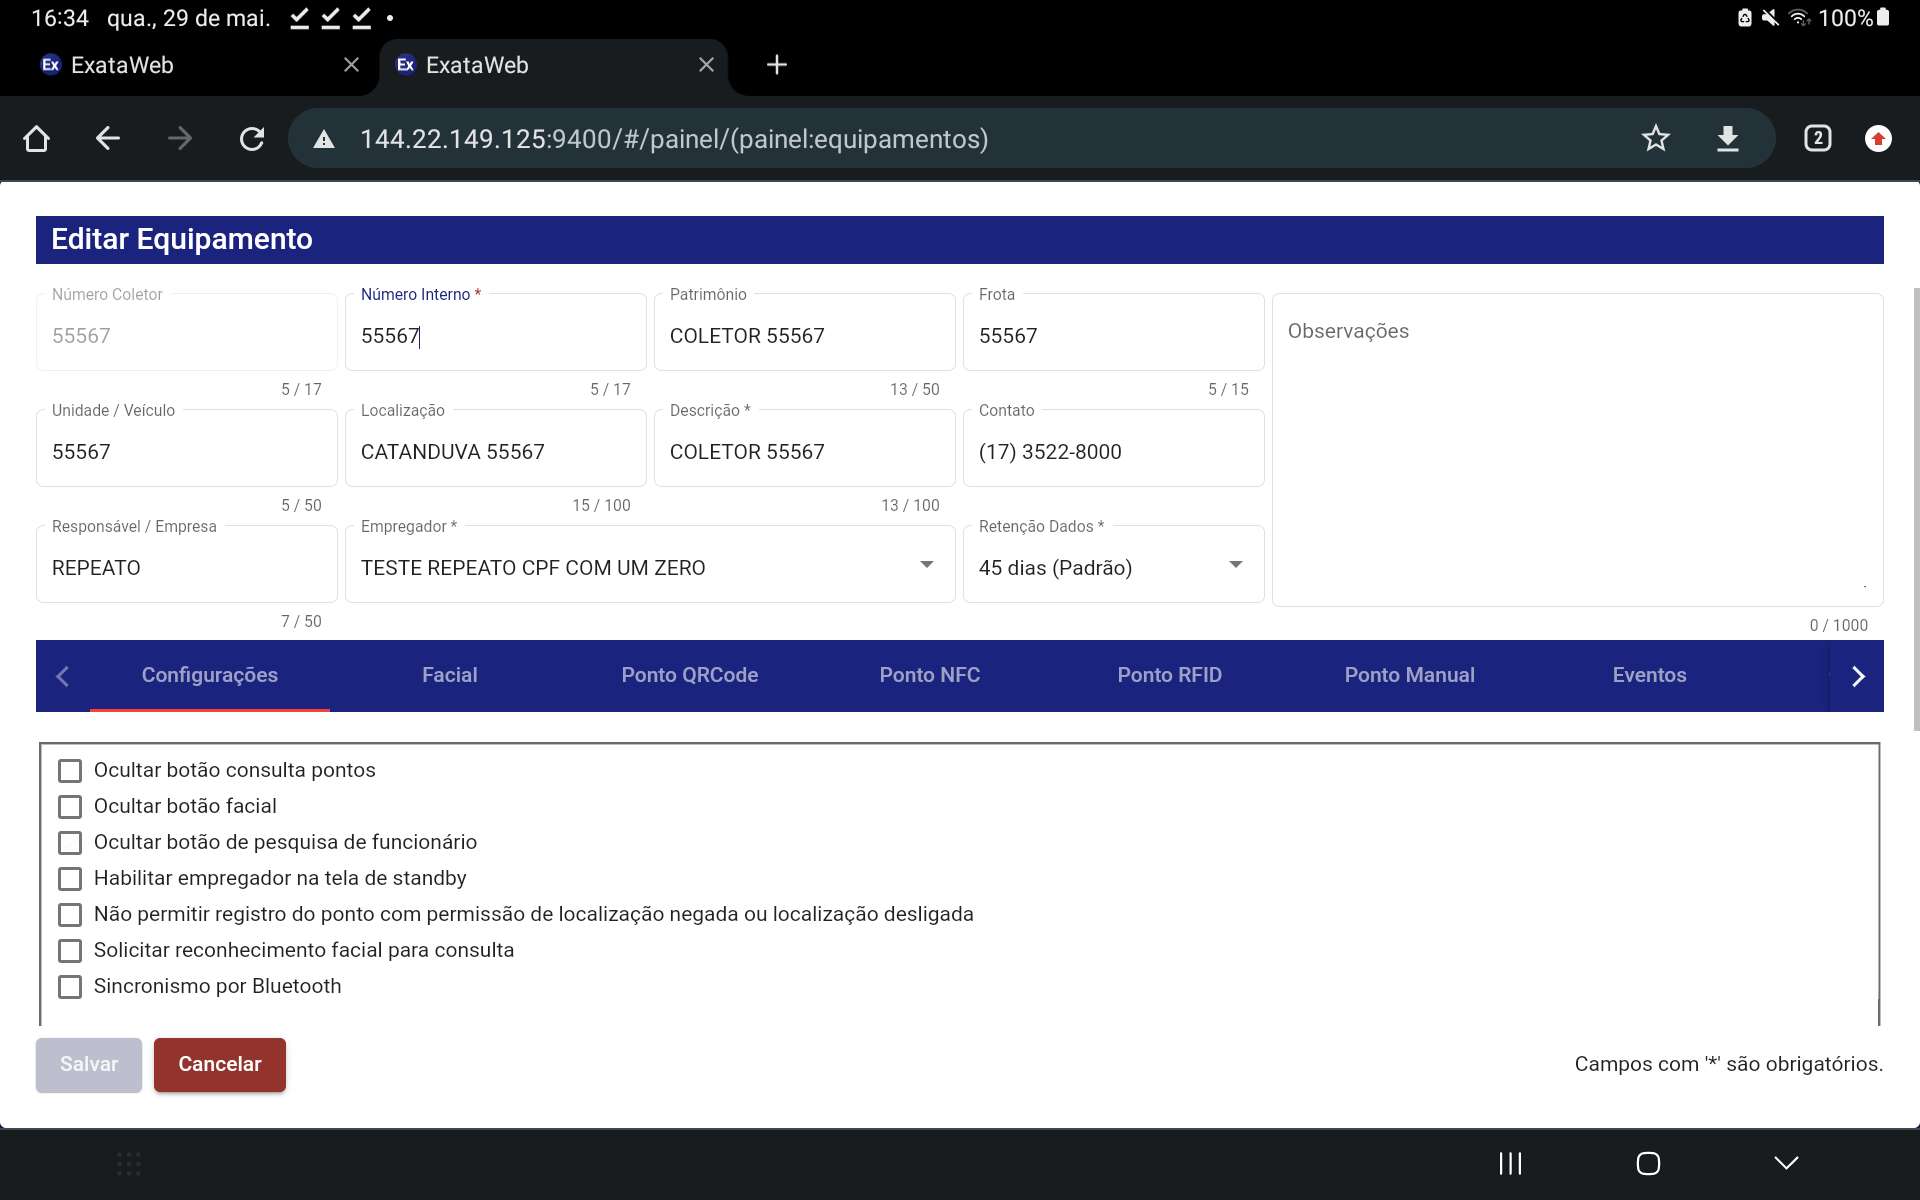 16:34 qua., 29 de mai.
100%
Ex ExataWeb
Ex ExataWeb
144.22.149.125:9400/#/painel/(painel:equipamentos)
2
Editar Equipamento
Número Coletor
55567
5 / 17
Número Interno *
55567
5 / 17
Patrimônio
COLETOR 55567
13 / 50
Frota
55567
5 / 15
Observações
0 / 1000
Unidade / Veículo
55567
5 / 50
Localização
CATANDUVA 55567
15 / 100
Descrição *
COLETOR 55567
13 / 100
Contato
(17) 3522-8000
Responsável / Empresa
REPEATO
7 / 50
Empregador *
TESTE REPEATO CPF COM UM ZERO
Retenção Dados *
45 dias (Padrão)
Configurações
Facial
Ponto QRCode
Ponto NFC
Ponto RFID
Ponto Manual
Eventos
Ocultar botão consulta pontos
Ocultar botão facial
Ocultar botão de pesquisa de funcionário
Habilitar empregador na tela de standby
Não permitir registro do ponto com permissão de localização negada ou localização desligada
Solicitar reconhecimento facial para consulta
Sincronismo por Bluetooth
Salvar
Cancelar
Campos com '*' são obrigatórios.